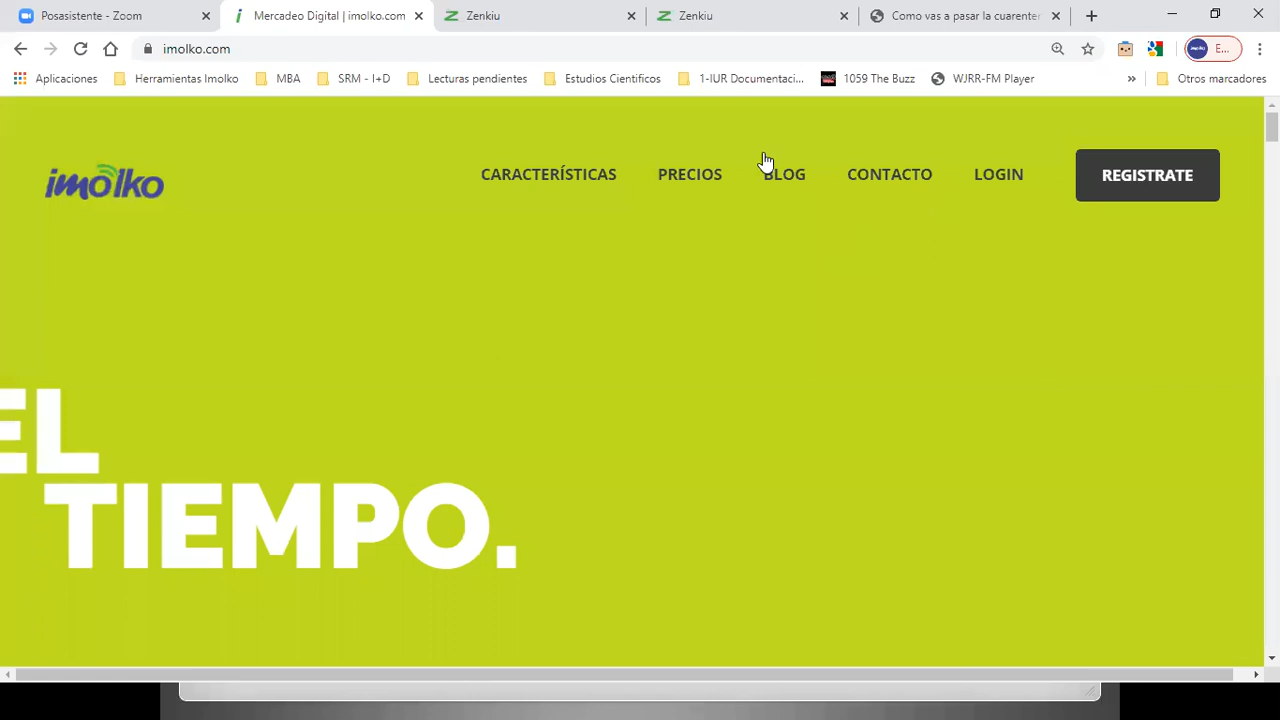 Posasistente - Zoom
Mercadeo Digital | imolko.com
Zenkiu
Zenkiu
Como vas a pasar la cuarente
imolko.com
imolko
E...
Aplicaciones
Herramientas Imolko
MBA
SRM - I+D
Lecturas pendientes
Estudios Cientificos
1-IUR Documentaci...
1059 The Buzz
WJRR-FM Player
»
Otros marcadores
imolko
CARACTERÍSTICAS
PRECIOS
BLOG
CONTACTO
LOGIN
REGISTRATE
EL
TIEMPO.